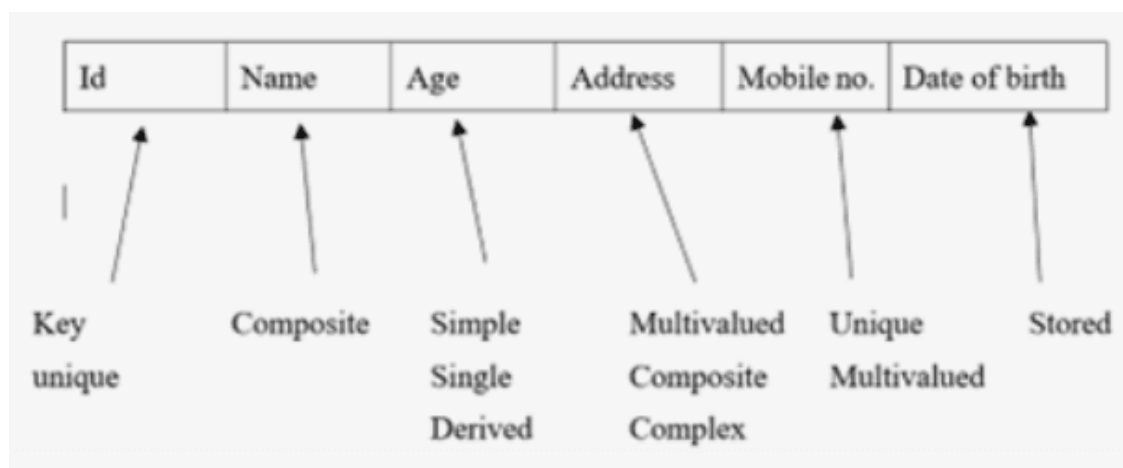 Id Name Age Address Mobile no. Date of birth
Key Composite Simple Multivalued Unique Stored
unique Single Composite Multivalued
Derived Complex